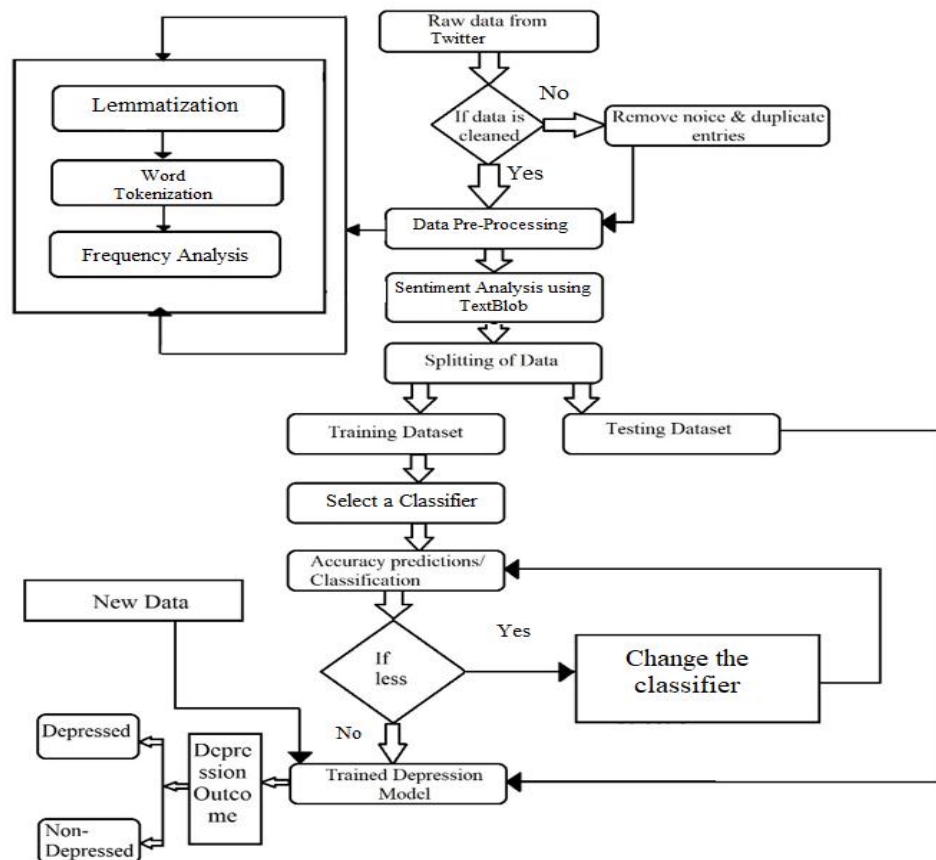 Raw data from
Twitter
If data is
cleaned
No
Remove noice & duplicate
entries
Yes
Lemmatization
Word
Tokenization
Frequency Analysis
Data Pre-Processing
Sentiment Analysis using
TextBlob
Splitting of Data
Training Dataset
Testing Dataset
Select a Classifier
Accuracy predictions/
Classification
New Data
If
less
Yes
Change the
classifier
No
Trained Depression
Model
Depre
ssion
Outco
me
Depressed
Non-
Depressed